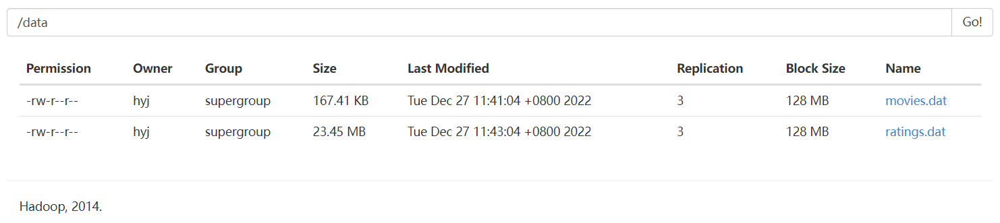 /data Go!
Permission Owner Group Size Last Modified Replication Block Size Name
-rw-r--r-- hyj supergroup 167.41 KB Tue Dec 27 11:41:04 +0800 2022 3 128 MB movies.dat
-rw-r--r-- hyj supergroup 23.45 MB Tue Dec 27 11:43:04 +0800 2022 3 128 MB ratings.dat
Hadoop, 2014.